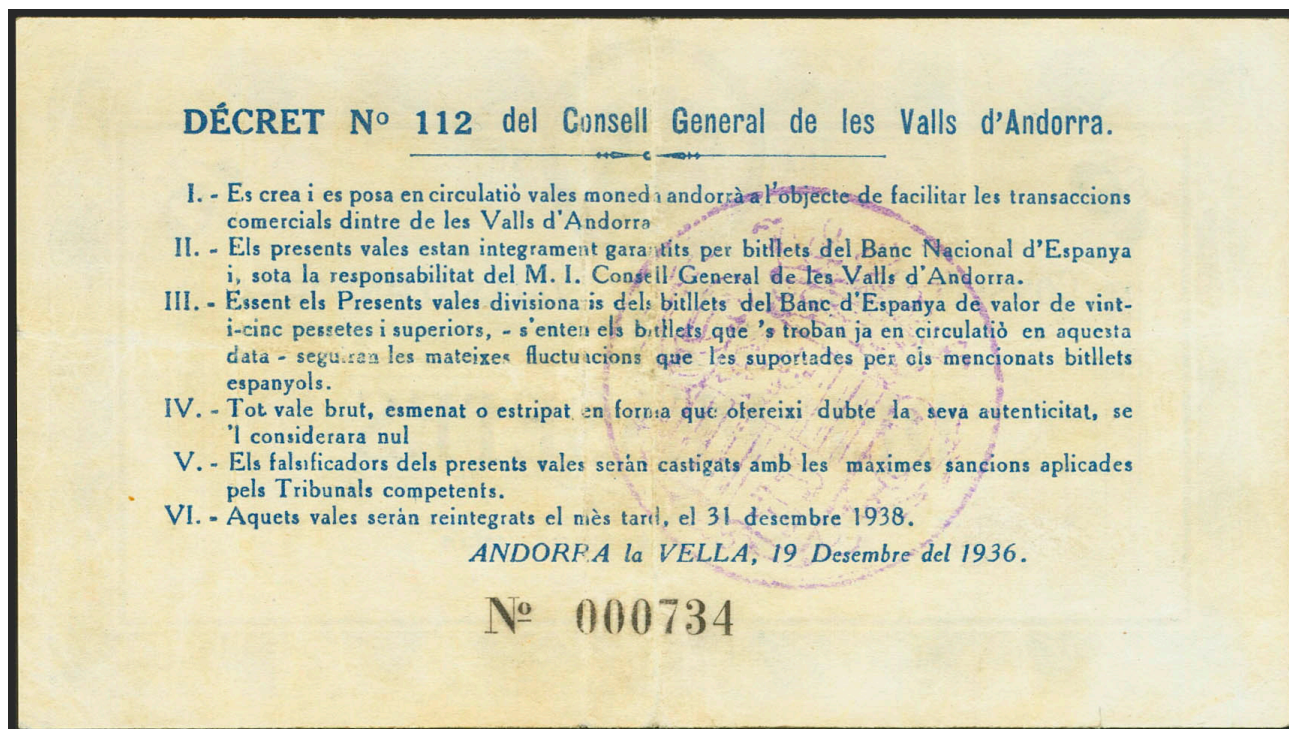 DÉCRET Nº 112 del Consell General de les Valls d'Andorra.
I. - Es crea i es posa en circulatiò vales moneda andorrà a l'objecte de facilitar les transaccions
comercials dintre de les Valls d'Andorra
II. - Els presents vales estan integrament garantits per bitllets del Banc Nacional d'Espanya
i, sota la responsabilitat del M. I. Consell General de les Valls d'Andorra.
III. - Essent els Presents vales divisionaris dels bitllets del Banc d'Espanya de valor de vint-
i-cinc pessetes i superiors, - s'enten els bitllets que 's troban ja en circulatiò en aquesta
data - seguiran les mateixes fluctuacions que les suportades per els mencionats bitllets
espanyols.
IV. - Tot vale brut, esmenat o estripat en forma que ofereixi dubte la seva autenticitat, se
'l considerara nul
V. - Els falsificadors dels presents vales seràn castigats amb les maximes sancions aplicades
pels Tribunals competents.
VI. - Aquets vales seràn reintegrats el mès tard, el 31 desembre 1938.
ANDORRA la VELLA, 19 Desembre del 1936.
Nº 000734